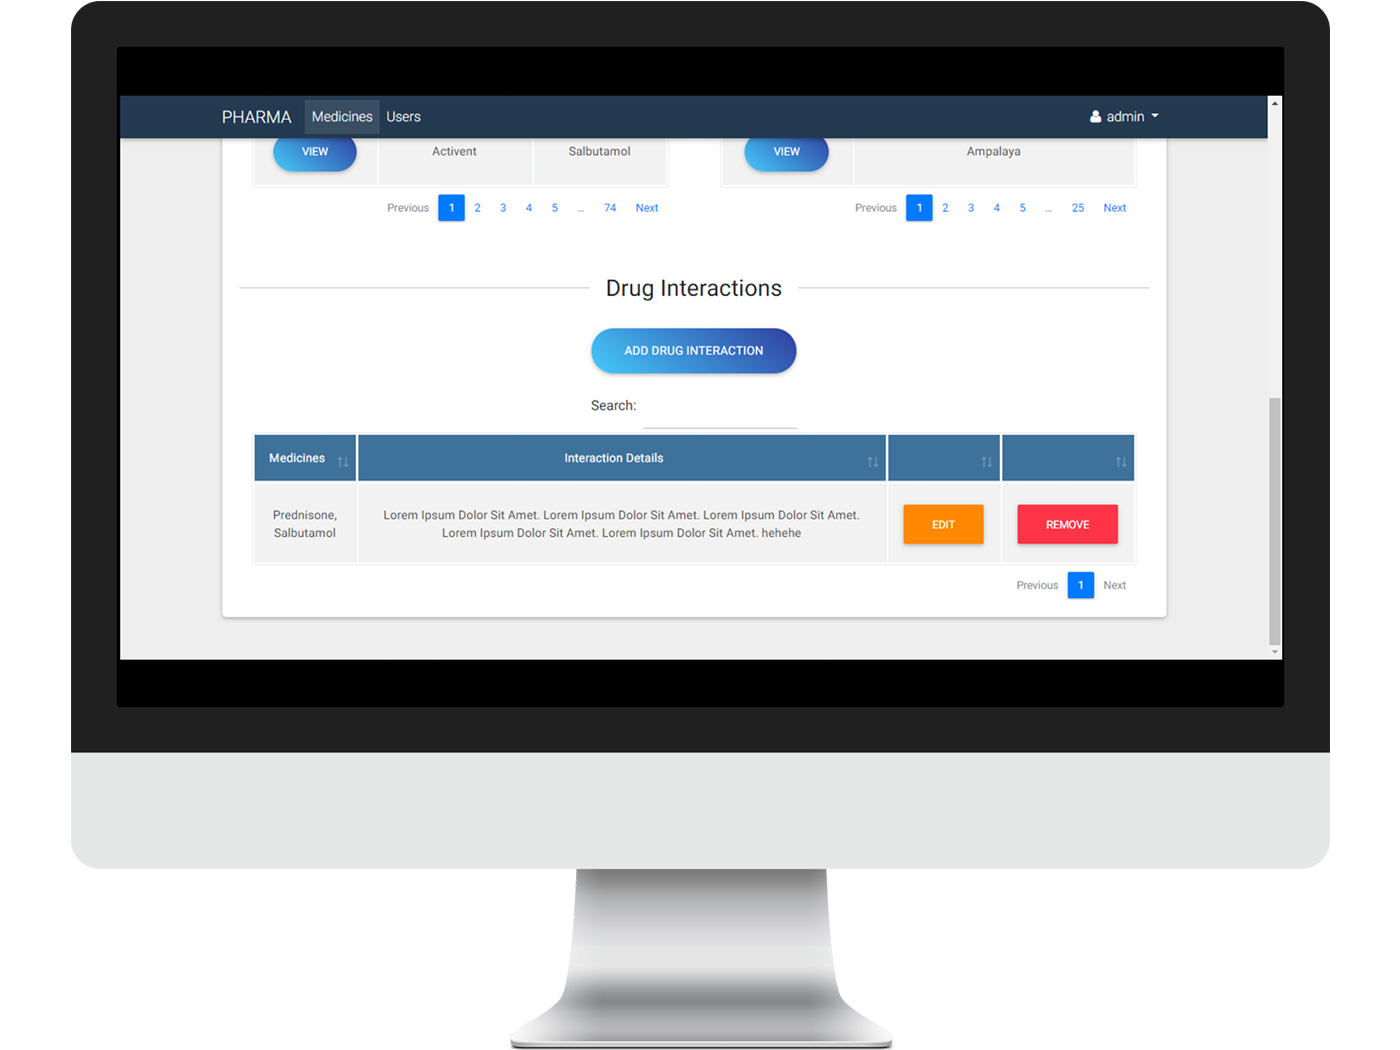 PHARMA Medicines Users admin
VIEW Activent Salbutamol VIEW Ampalaya
Previous 1 2 3 4 5 ... 74 Next Previous 1 2 3 4 5 ... 25 Next
Drug Interactions
ADD DRUG INTERACTION
Search:
Medicines Interaction Details
Prednisone,
Salbutamol
Lorem Ipsum Dolor Sit Amet. Lorem Ipsum Dolor Sit Amet. Lorem Ipsum Dolor Sit Amet.
Lorem Ipsum Dolor Sit Amet. Lorem Ipsum Dolor Sit Amet. hehehe
EDIT
REMOVE
Previous 1 Next